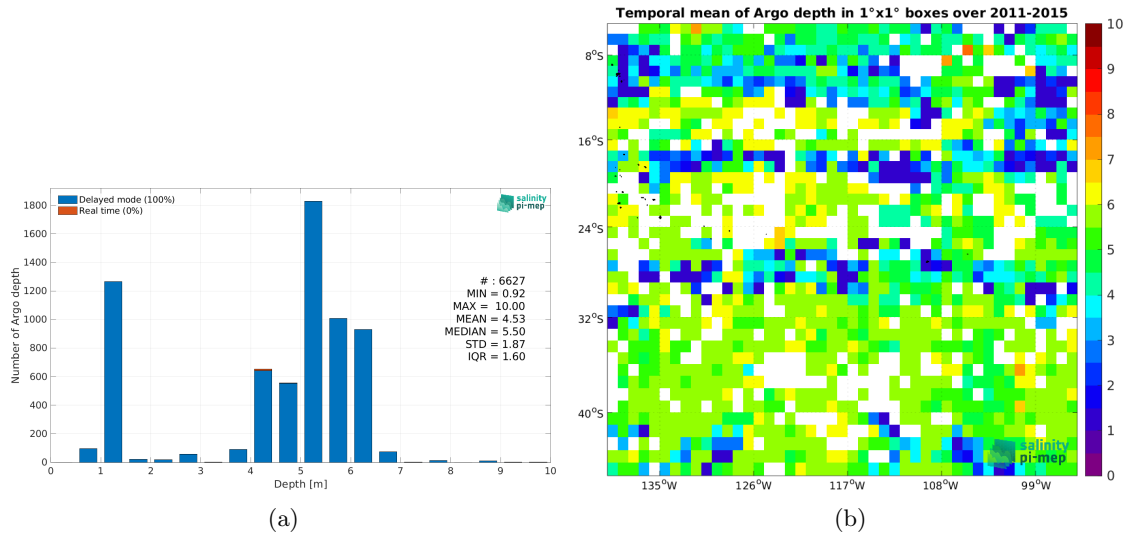 Temporal mean of Argo depth in 1°x1° boxes over 2011-2015
Delayed mode (100%)
Real time (0%)
salinity
pi-mep
Number of Argo depth
1800
1600
1400
1200
1000
800
600
400
200
0
# : 6627
MIN = 0.92
MAX = 10.00
MEAN = 4.53
MEDIAN = 5.50
STD = 1.87
IQR = 1.60
0 1 2 3 4 5 6 7 8 9 10
Depth [m]
(a)
8°S
16°S
24°S
32°S
40°S
135°W 126°W 117°W 108°W 99°W
salinity
pi-mep
10
9
8
7
6
5
4
3
2
1
0
(b)